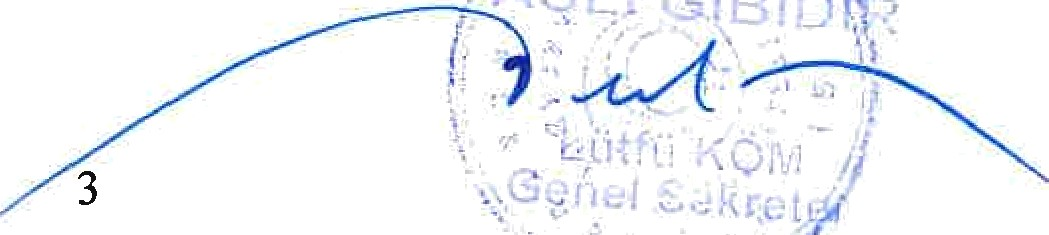 ASLI GİBİDİR
Lütfü KÖM
Genel Sekreter
3